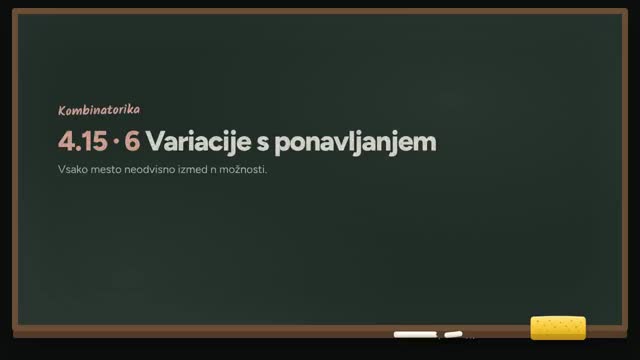 Kombinatorika
4.15 · 6 Variacije s ponavljanjem
Vsako mesto neodvisno izmed n možnosti.